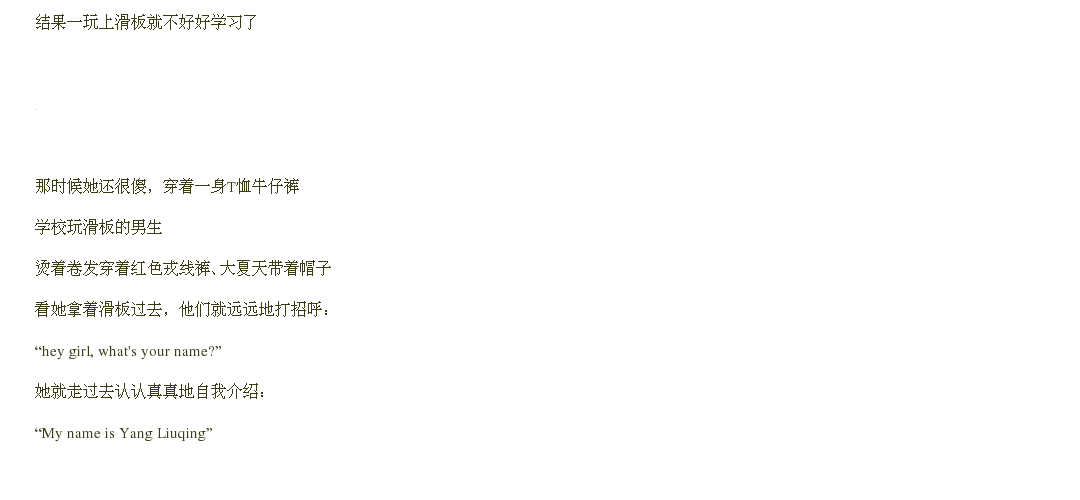 结果一玩上滑板就不好好学习了
那时候她还很傻，穿着一身T恤牛仔裤
学校玩滑板的男生
烫着卷发穿着红色戎线裤、大夏天带着帽子
看她拿着滑板过去，他们就远远地打招呼：
“hey girl, what's your name?”
她就走过去认认真真地自我介绍：
“My name is Yang Liuqing”